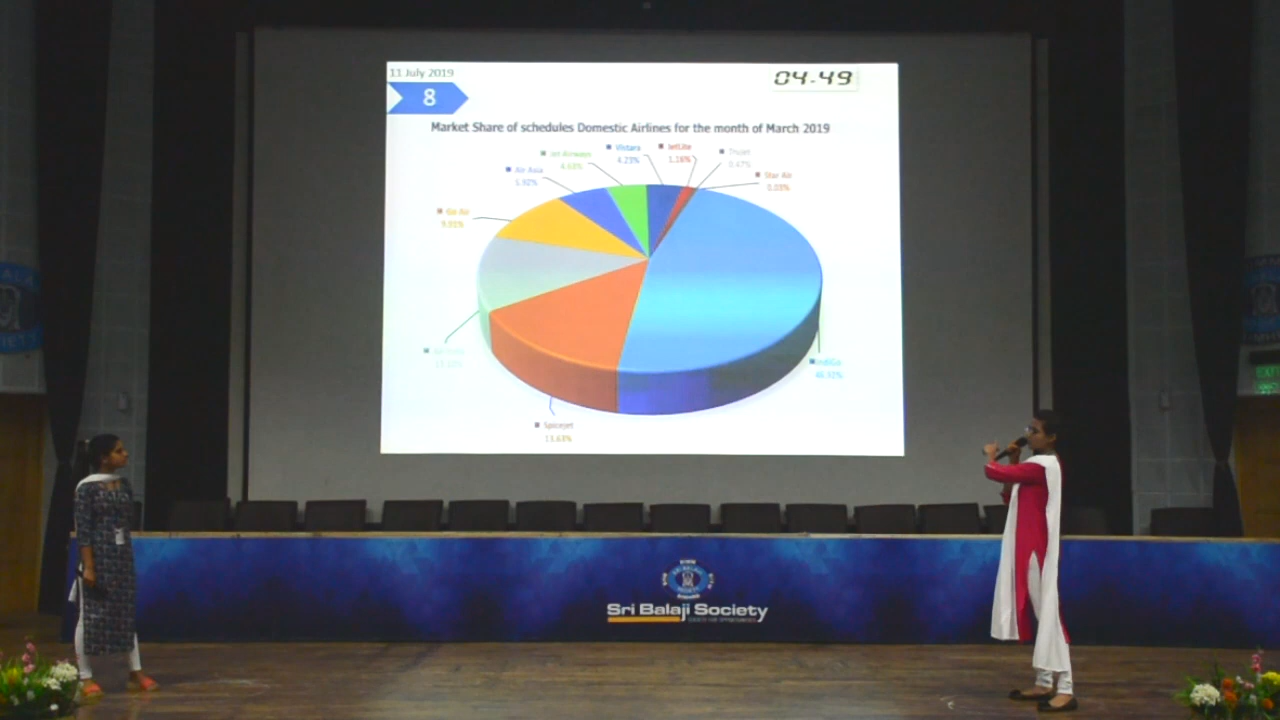 11 July 2019
04-49
8
Market Share of schedules Domestic Airlines for the month of March 2019
Vistara
4.23%
JetLite
1.16%
Trujet
0.47%
Jet Airways
4.68%
Air Asia
5.92%
Star Air
0.03%
Go Air
9.91%
IndiGo
46.92%
Spicejet
13.63%
EXIT
Sri Balaji Society